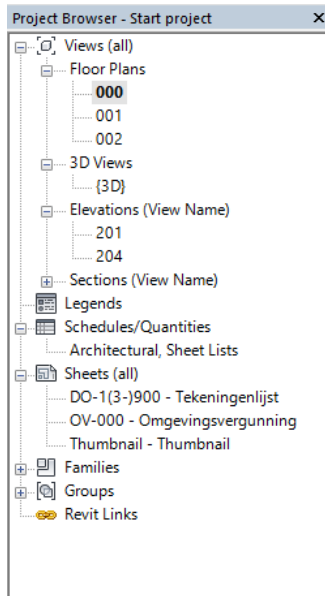 Project Browser - Start project
Views (all)
Floor Plans
000
001
002
3D Views
{3D}
Elevations (View Name)
201
204
Sections (View Name)
Legends
Schedules/Quantities
Architectural, Sheet Lists
Sheets (all)
DO-1(3-)900 - Tekeningenlijst
OV-000 - Omgevingsvergunning
Thumbnail - Thumbnail
Families
Groups
Revit Links